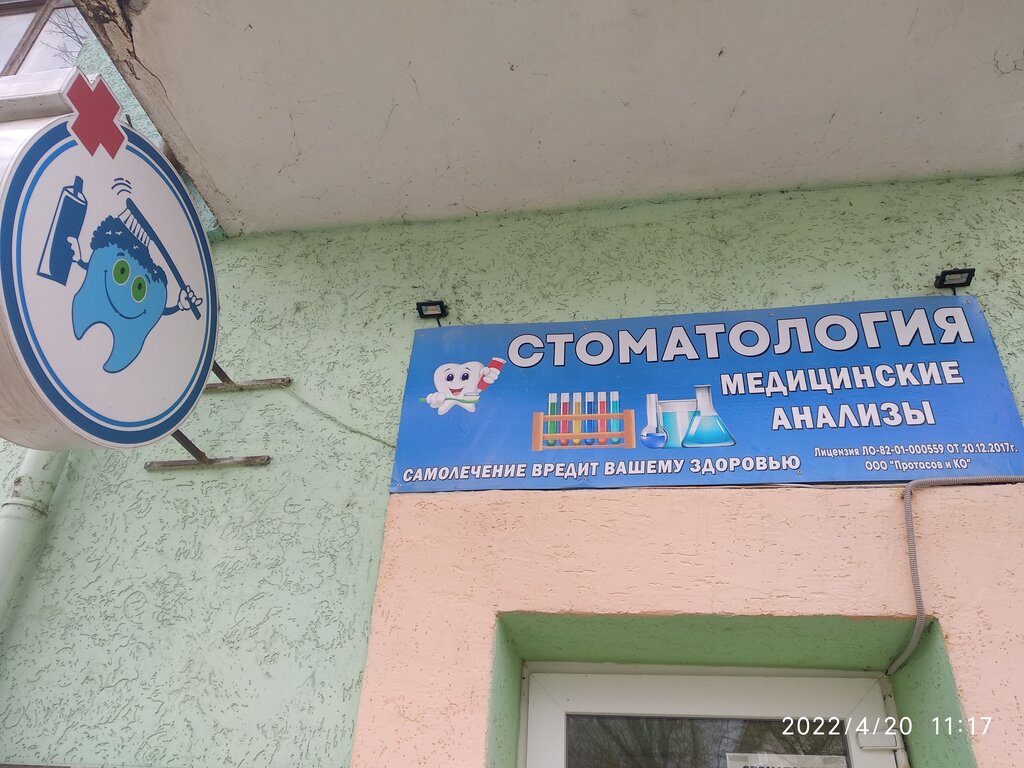 СТОМАТОЛОГИЯ
МЕДИЦИНСКИЕ
АНАЛИЗЫ
Лицензия ЛО-82-01-000559 ОТ 20.12.2017г.
ООО "Протасов и КО"
САМОЛЕЧЕНИЕ ВРЕДИТ ВАШЕМУ ЗДОРОВЬЮ
2022/4/20 11:17